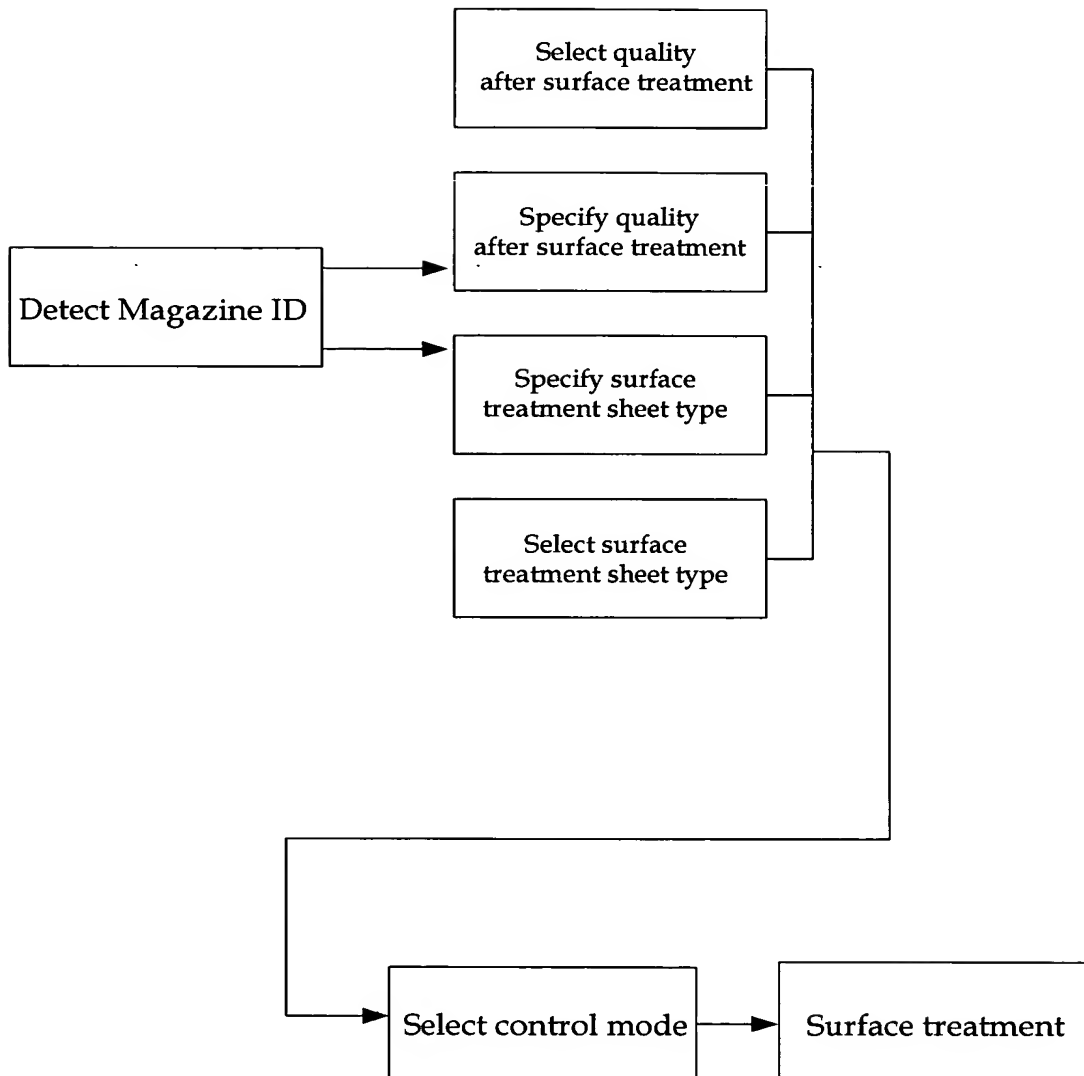 Select quality
after surface treatment
Specify quality
after surface treatment
Detect Magazine ID
Specify surface
treatment sheet type
Select surface
treatment sheet type
Select control mode
Surface treatment